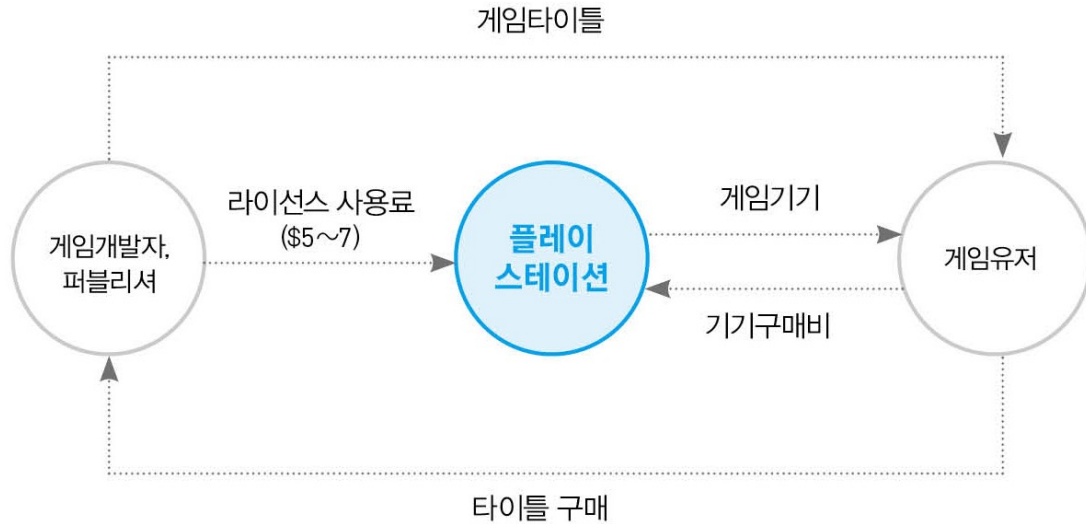 게임타이틀
게임개발자,
퍼블리셔
라이선스 사용료
($5～7)
플레이
스테이션
게임기기
기기구매비
게임유저
타이틀 구매